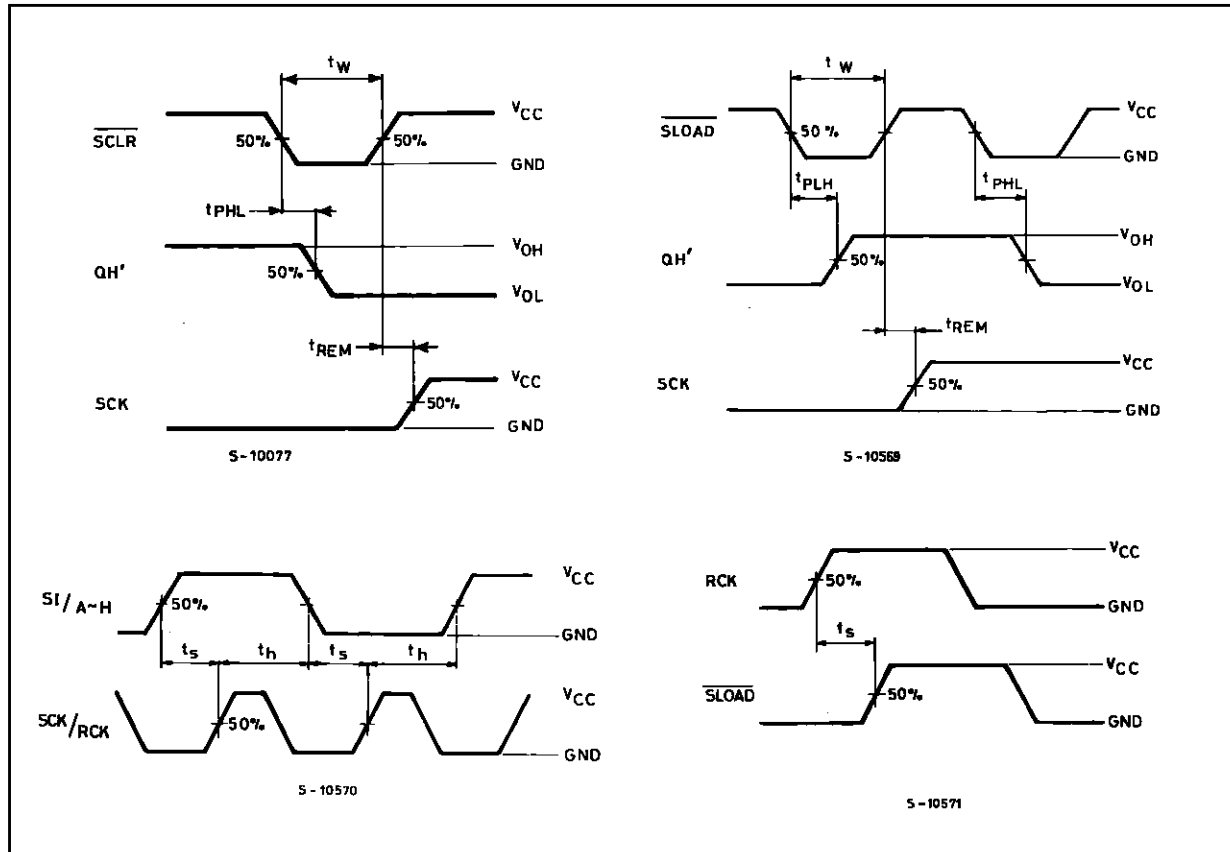 tW
VCC
SCLR
50%
50%
GND
tPHL
VOH
QH'
50%
VOL
tREM
VCC
SCK
50%
GND
S-10077
t W
VCC
SLOAD
50%
GND
tPLH
tPHL
VOH
QH'
50%
VOL
tREM
VCC
SCK
50%
GND
S-10569
VCC
SI/A~H
50%
GND
ts
th
ts
th
VCC
SCK/RCK
50%
GND
S-10570
VCC
RCK
50%
GND
ts
VCC
SLOAD
50%
GND
S-10571